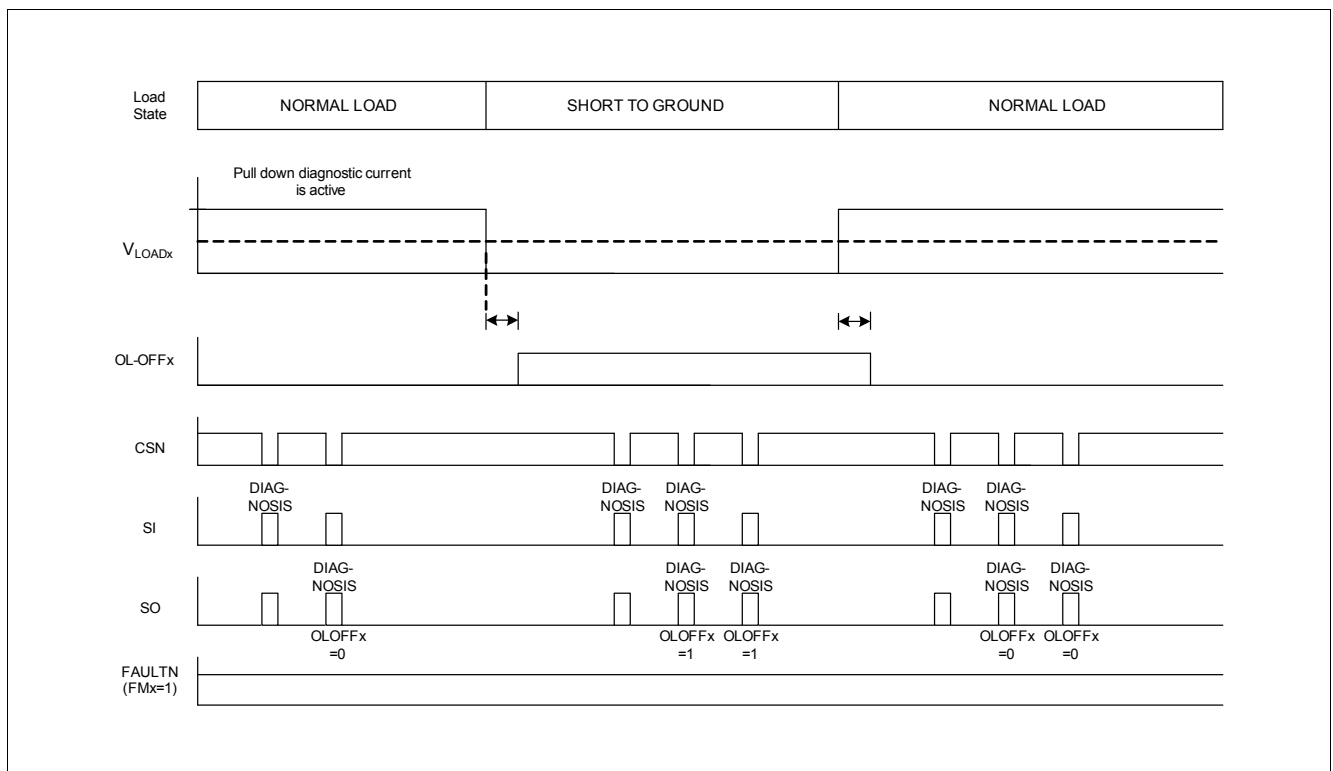 Load
State
NORMAL LOAD
SHORT TO GROUND
NORMAL LOAD
Pull down diagnostic current
is active
VLOADx
OL-OFFx
CSN
DIAG-
NOSIS
DIAG-
NOSIS
DIAG-
NOSIS
DIAG-
NOSIS
DIAG-
NOSIS
SI
DIAG-
NOSIS
DIAG-
NOSIS
DIAG-
NOSIS
DIAG-
NOSIS
DIAG-
NOSIS
SO
OLOFFx
=0
OLOFFx
=1
OLOFFx
=1
OLOFFx
=0
OLOFFx
=0
FAULTN
(FMx=1)